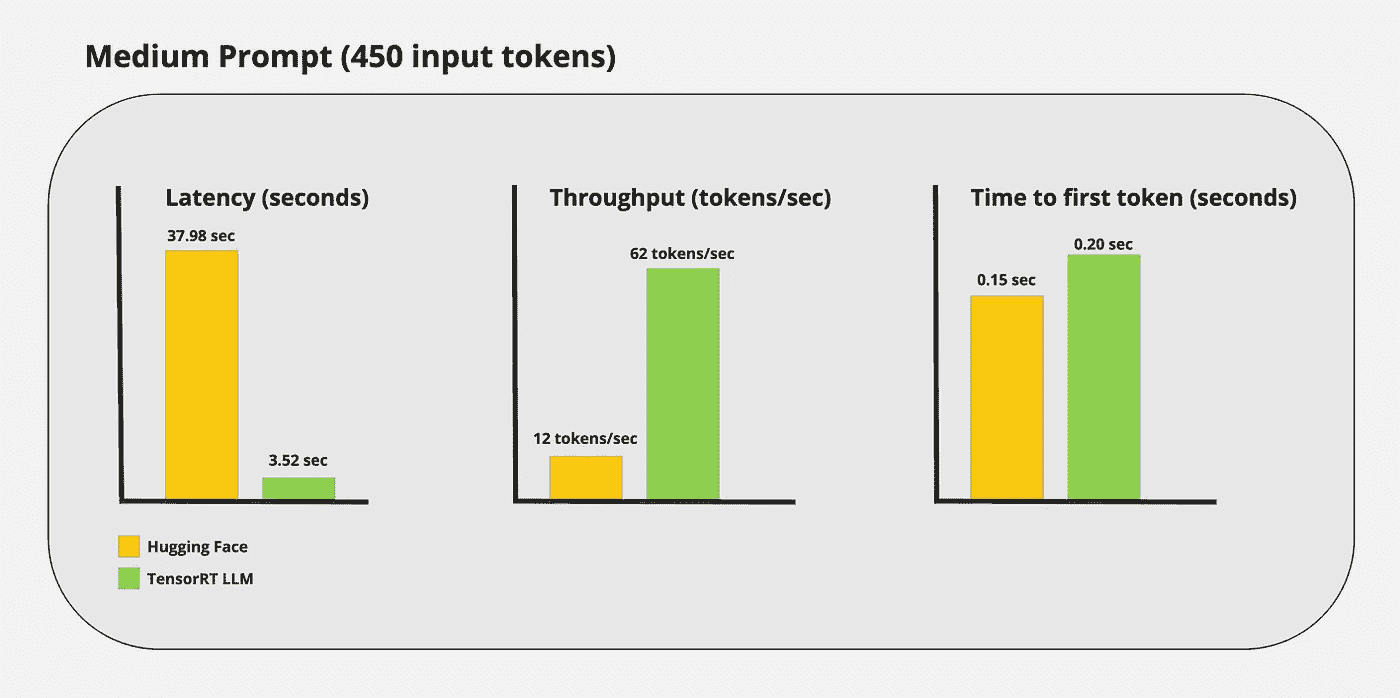 Medium Prompt (450 input tokens)
Latency (seconds)
37.98 sec
3.52 sec
Throughput (tokens/sec)
62 tokens/sec
12 tokens/sec
Time to first token (seconds)
0.20 sec
0.15 sec
Hugging Face
TensorRT LLM